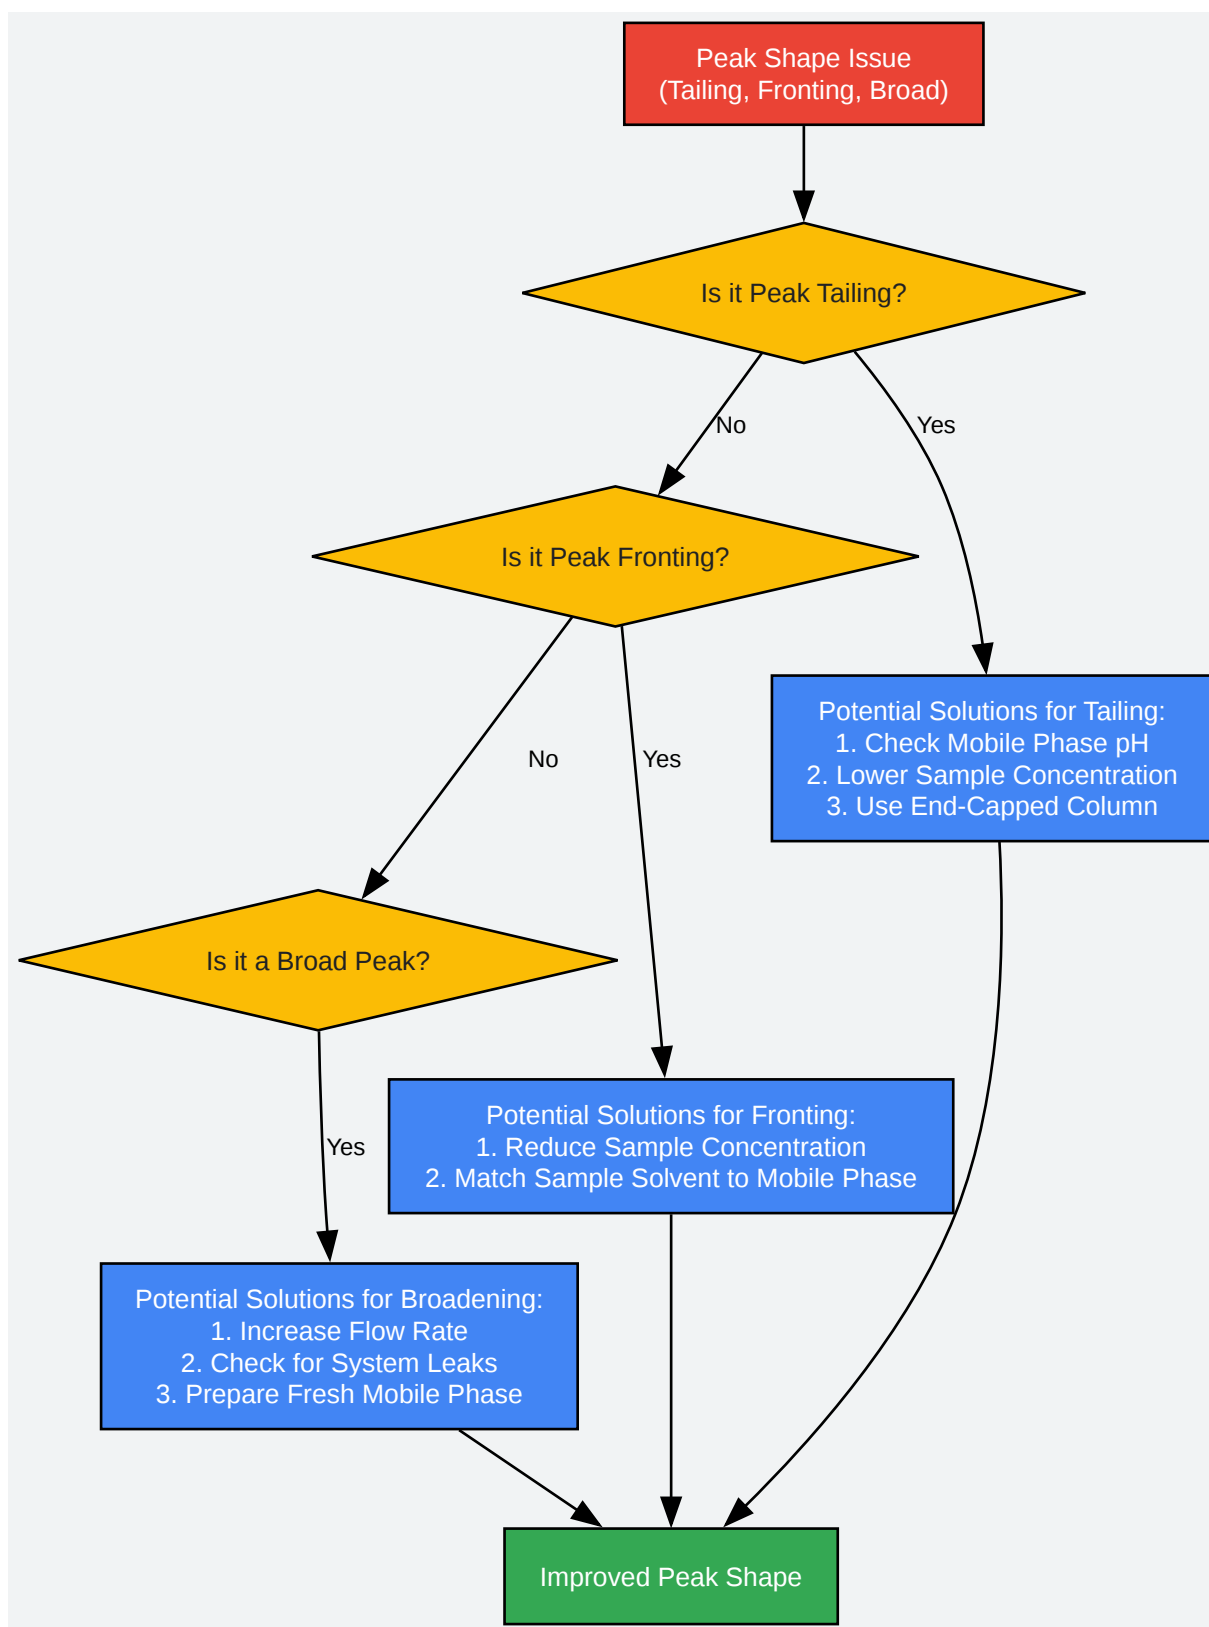 Peak Shape Issue
(Tailing, Fronting, Broad)
Is it Peak Tailing?
No
Yes
Is it Peak Fronting?
No
Yes
Potential Solutions for Tailing:
1. Check Mobile Phase pH
2. Lower Sample Concentration
3. Use End-Capped Column
Is it a Broad Peak?
Yes
Potential Solutions for Fronting:
1. Reduce Sample Concentration
2. Match Sample Solvent to Mobile Phase
Potential Solutions for Broadening:
1. Increase Flow Rate
2. Check for System Leaks
3. Prepare Fresh Mobile Phase
Improved Peak Shape